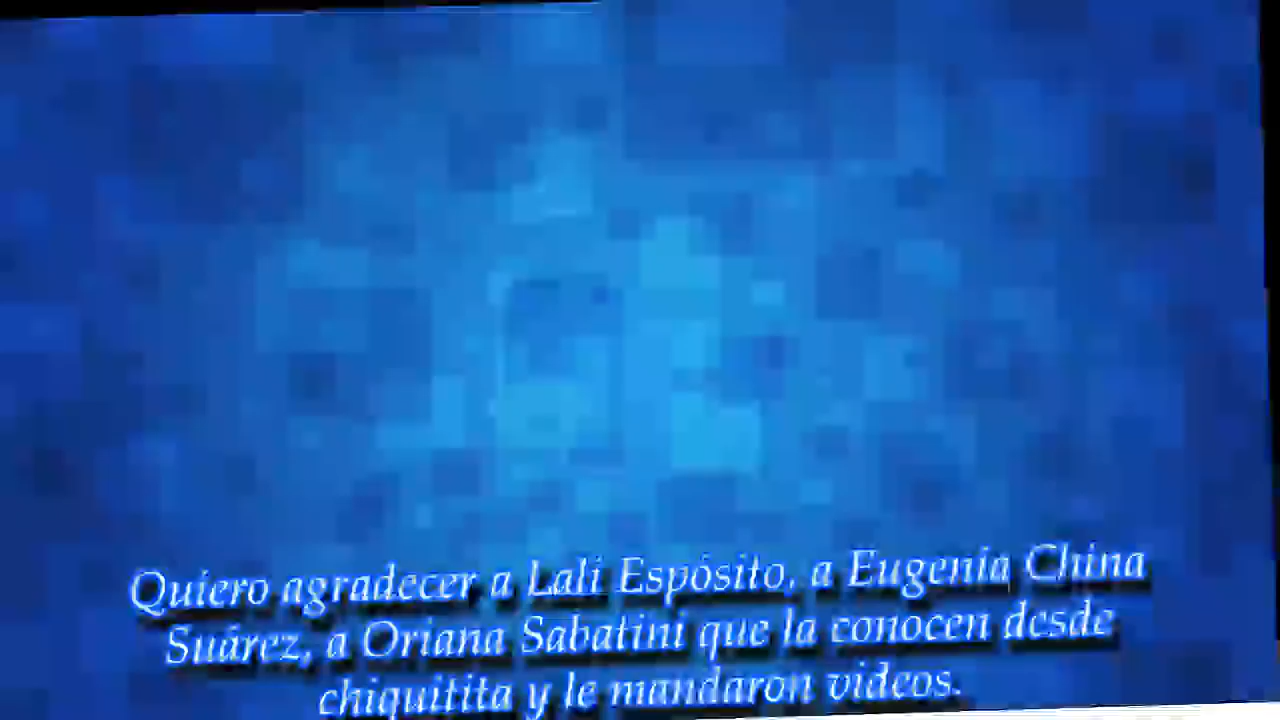 Quiero agradecer a Lali Espósito, a Eugenia China
Suárez, a Oriana Sabatini que la conocen desde
chiquitita y le mandaron videos.